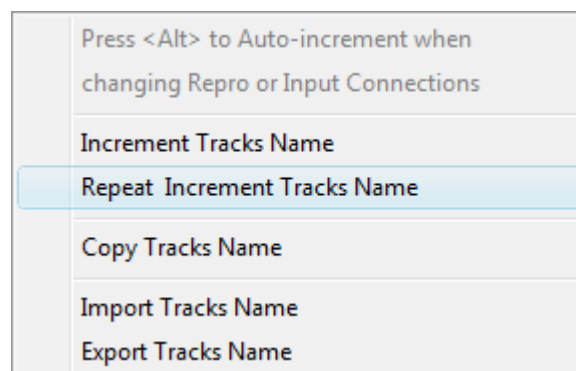 Press <Alt> to Auto-increment when
changing Repro or Input Connections
Increment Tracks Name
Repeat  Increment Tracks Name
Copy Tracks Name
Import Tracks Name
Export Tracks Name